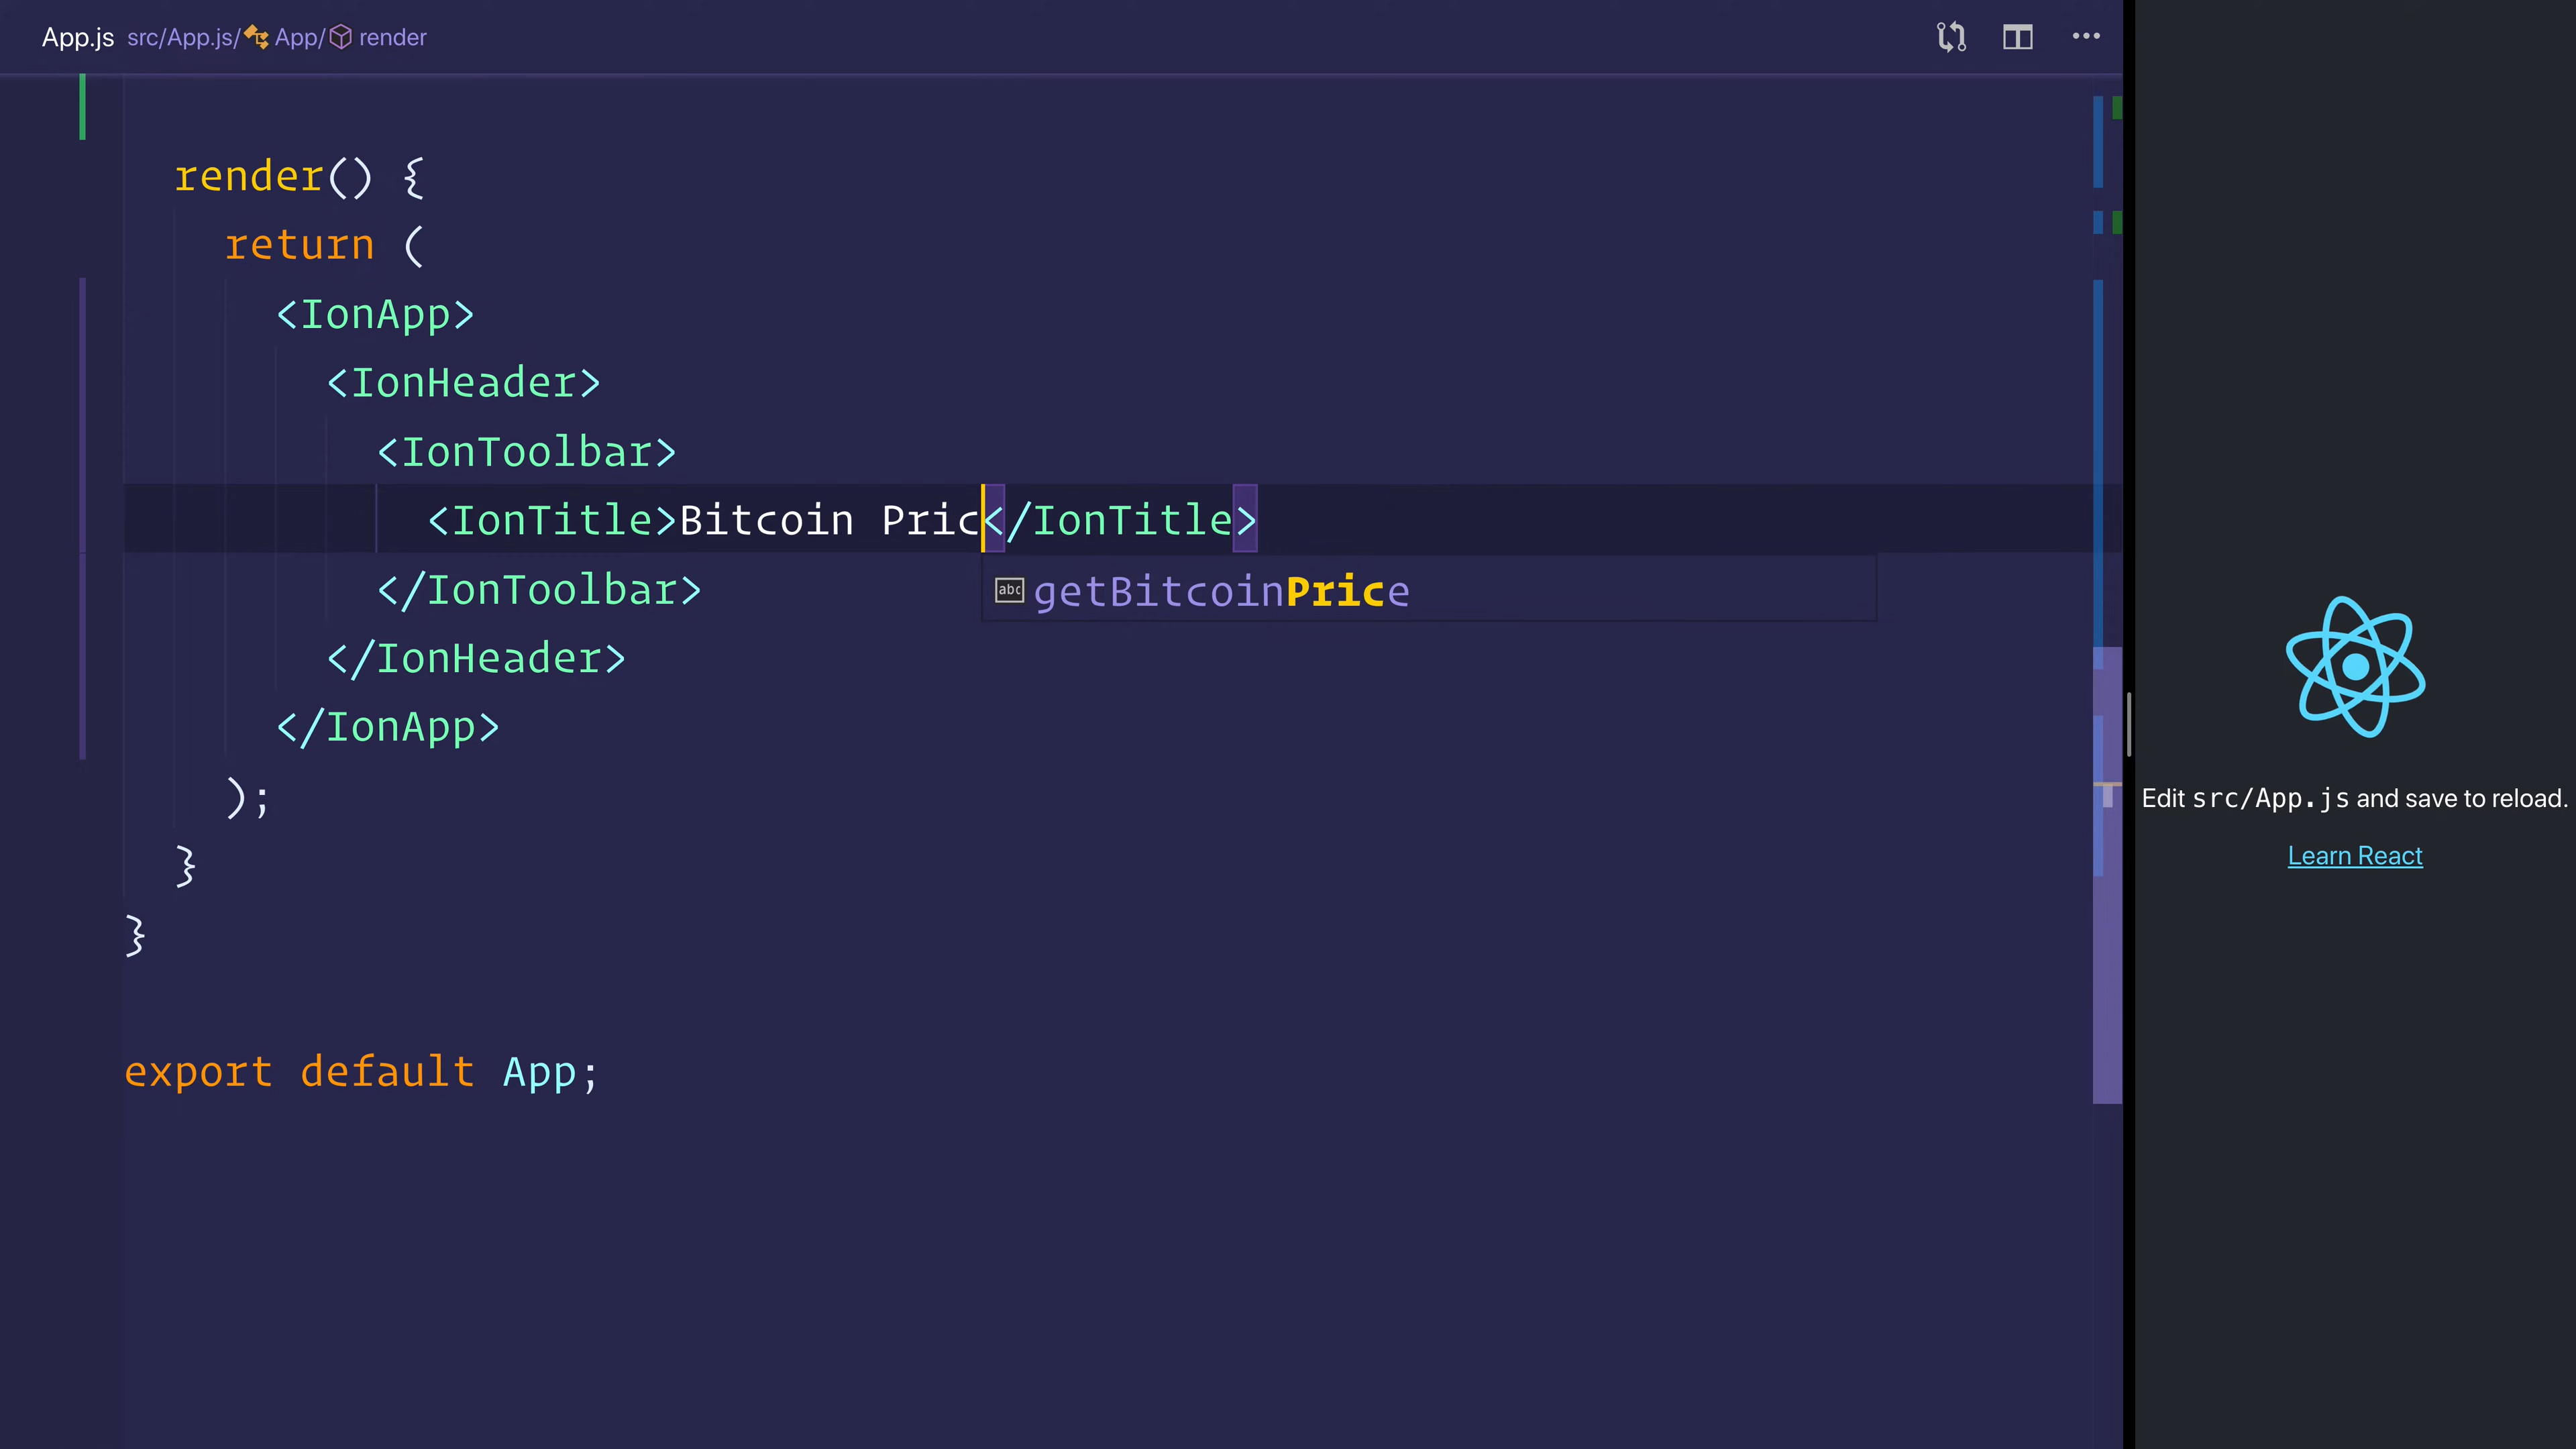 App.js src/App.js/ App/ render
render() {
return (
<IonApp>
<IonHeader>
<IonToolbar>
<IonTitle>Bitcoin Pric</IonTitle>
abc getBitcoinPrice
</IonToolbar>
</IonHeader>
</IonApp>
);
}
}
export default App;
Edit src/App.js and save to reload.
Learn React